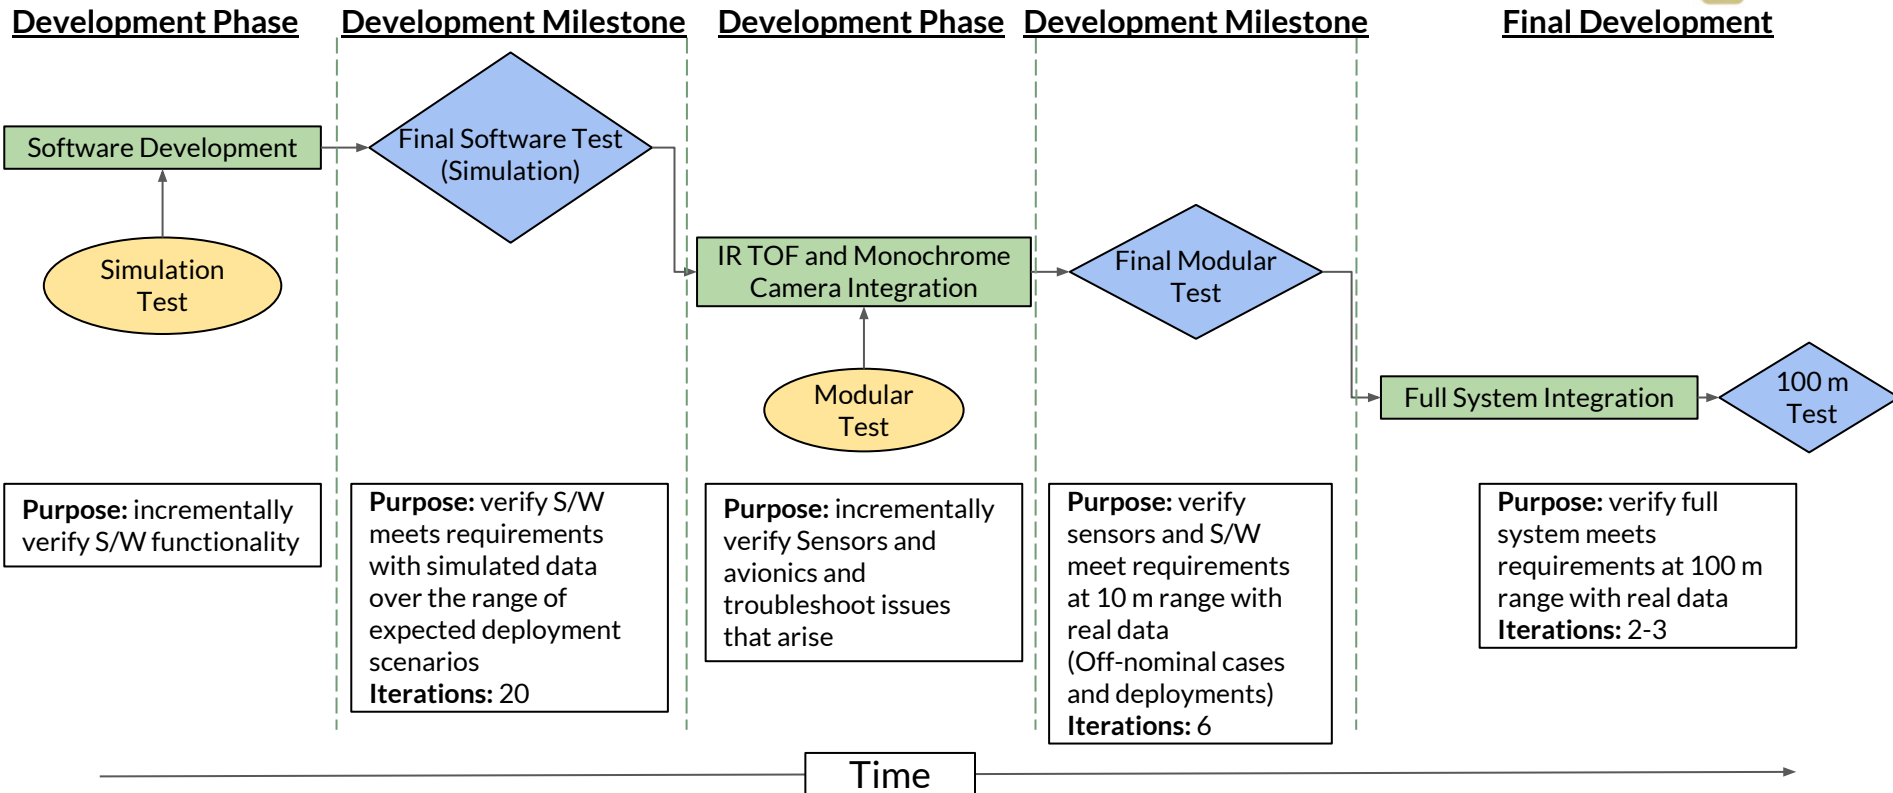 Development Phase
Development Milestone
Development Phase
Development Milestone
Final Development
Software Development
Final Software Test
(Simulation)
Simulation
Test
IR TOF and Monochrome
Camera Integration
Modular
Test
Final Modular
Test
Full System Integration
100 m
Test
Purpose: incrementally
verify S/W functionality
Purpose: verify S/W
meets requirements
with simulated data
over the range of
expected deployment
scenarios
Iterations: 20
Purpose: incrementally
verify Sensors and
avionics and
troubleshoot issues
that arise
Purpose: verify
sensors and S/W
meet requirements
at 10 m range with
real data
(Off-nominal cases
and deployments)
Iterations: 6
Purpose: verify full
system meets
requirements at 100 m
range with real data
Iterations: 2-3
Time